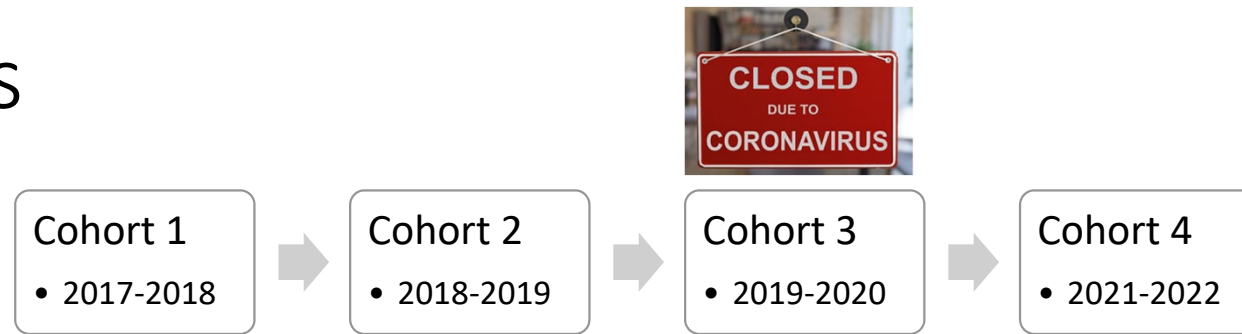 S
CLOSED
DUE TO
CORONAVIRUS
Cohort 1
• 2017-2018
Cohort 2
• 2018-2019
Cohort 3
• 2019-2020
Cohort 4
• 2021-2022